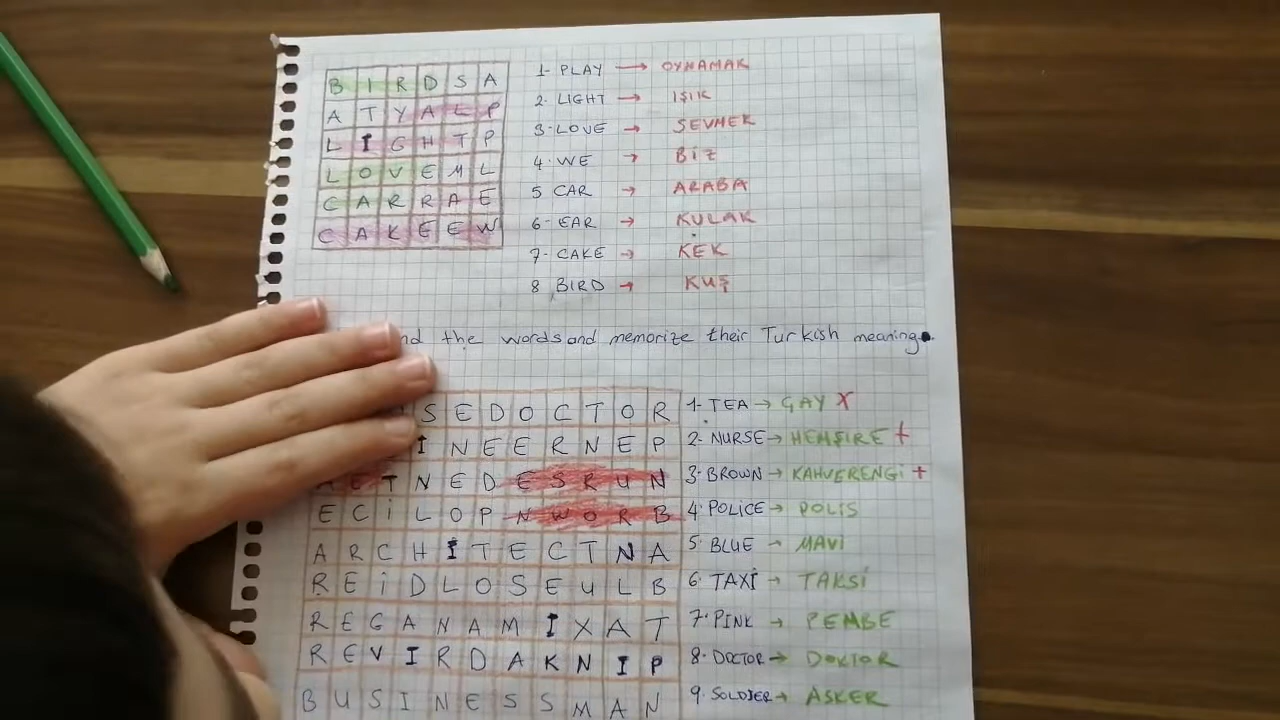 B I R D S A
A T Y A L P
L I G H T P
L O V E M L
C A R R A E
C A K E E W
1- PLAY → OYNAMAK
2. LIGHT → IŞIK
3. LOVE → SEVMEK
4. WE → BİZ
5 CAR → ARABA
6- EAR → KULAK
7- CAKE → KEK
8 BIRD → KUŞ
the words and memorize their Turkish meaning.
S E D O C T O R
I N E E R N E P
E T N E D E S R U N
E C İ L O P N W O R B
A R C H I T E C T N A
R E İ D L O S E U L B
R E G A N A M I X A T
R E V I R D A K N I P
B U S I N E S S M A N
1- TEA → ÇAY X
2. NURSE → HEMŞİRE +
3. BROWN → KAHVERENGİ +
4. POLICE → POLİS
5. BLUE → MAVİ
6. TAXİ → TAKSİ
7. PINK → PEMBE
8- DOCTOR → DOKTOR
9. SOLDIER → ASKER